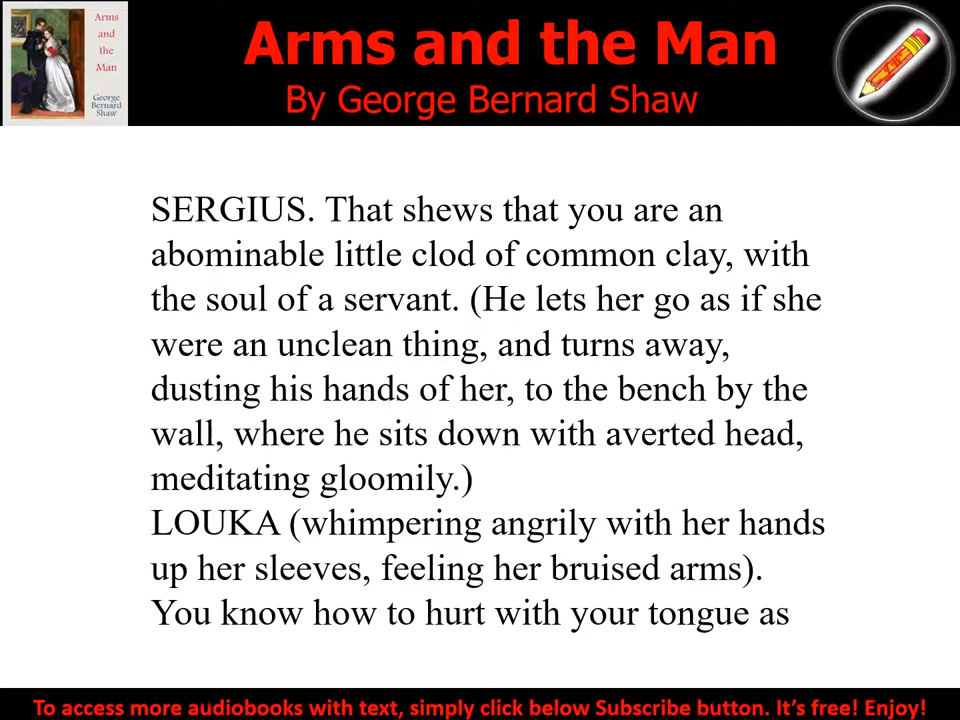 Arms
and
the
Man
George
Bernard
Shaw
Arms and the Man
By George Bernard Shaw
SERGIUS. That shews that you are an
abominable little clod of common clay, with
the soul of a servant. (He lets her go as if she
were an unclean thing, and turns away,
dusting his hands of her, to the bench by the
wall, where he sits down with averted head,
meditating gloomily.)
LOUKA (whimpering angrily with her hands
up her sleeves, feeling her bruised arms).
You know how to hurt with your tongue as
To access more audiobooks with text, simply click below Subscribe button. It's free! Enjoy!